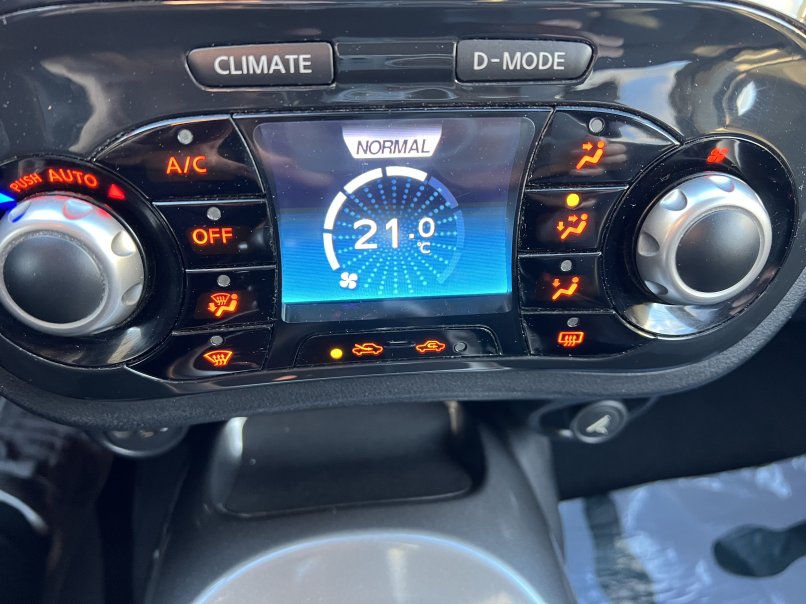 CLIMATE
D-MODE
NORMAL
A/C
PUSH AUTO
OFF
21.0
°C